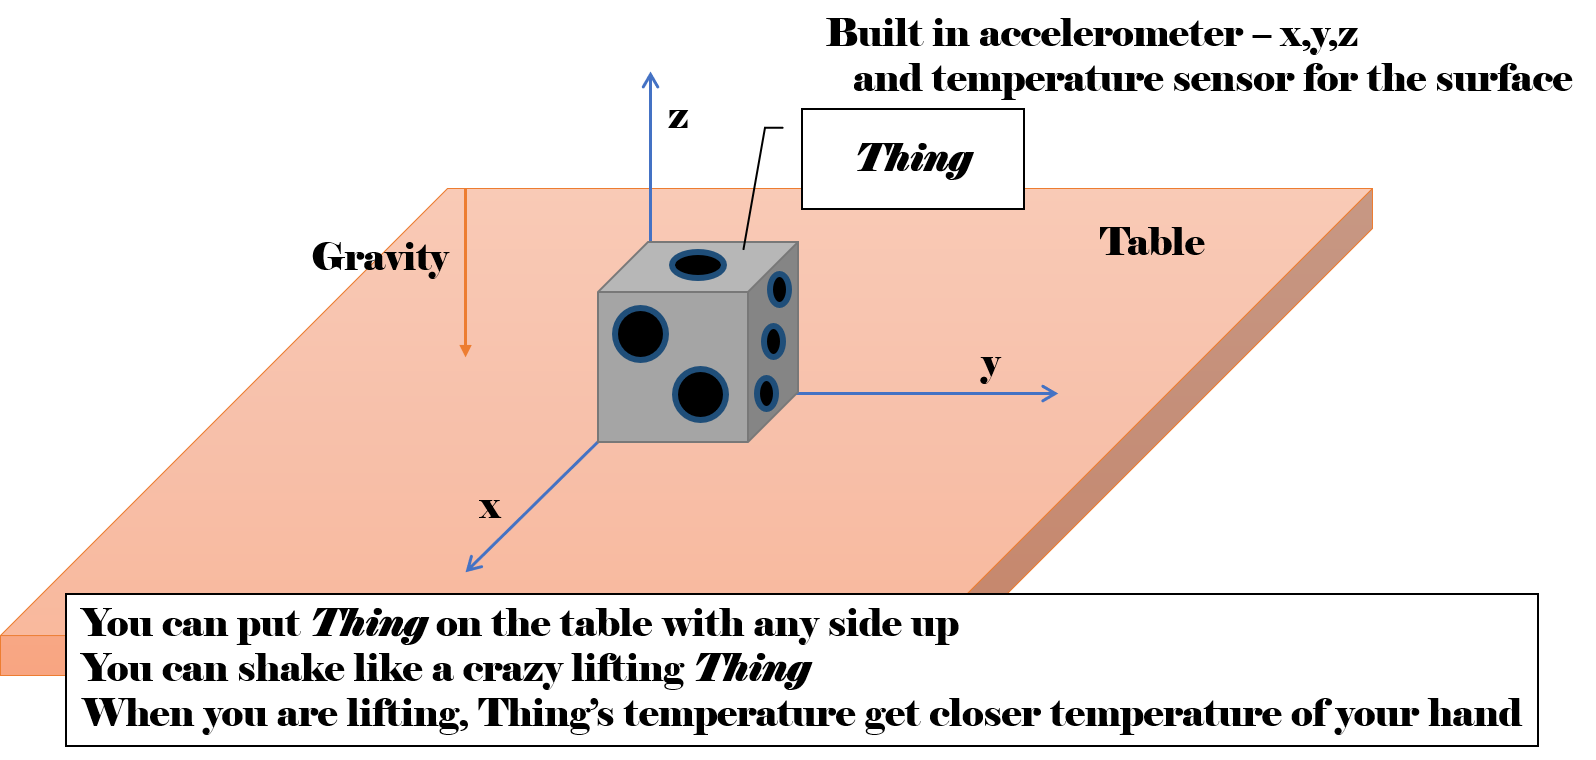 Built in accelerometer – x,y,z
and temperature sensor for the surface
z
Thing
Gravity
Table
y
x
You can put Thing on the table with any side up
You can shake like a crazy lifting Thing
When you are lifting, Thing’s temperature get closer temperature of your hand